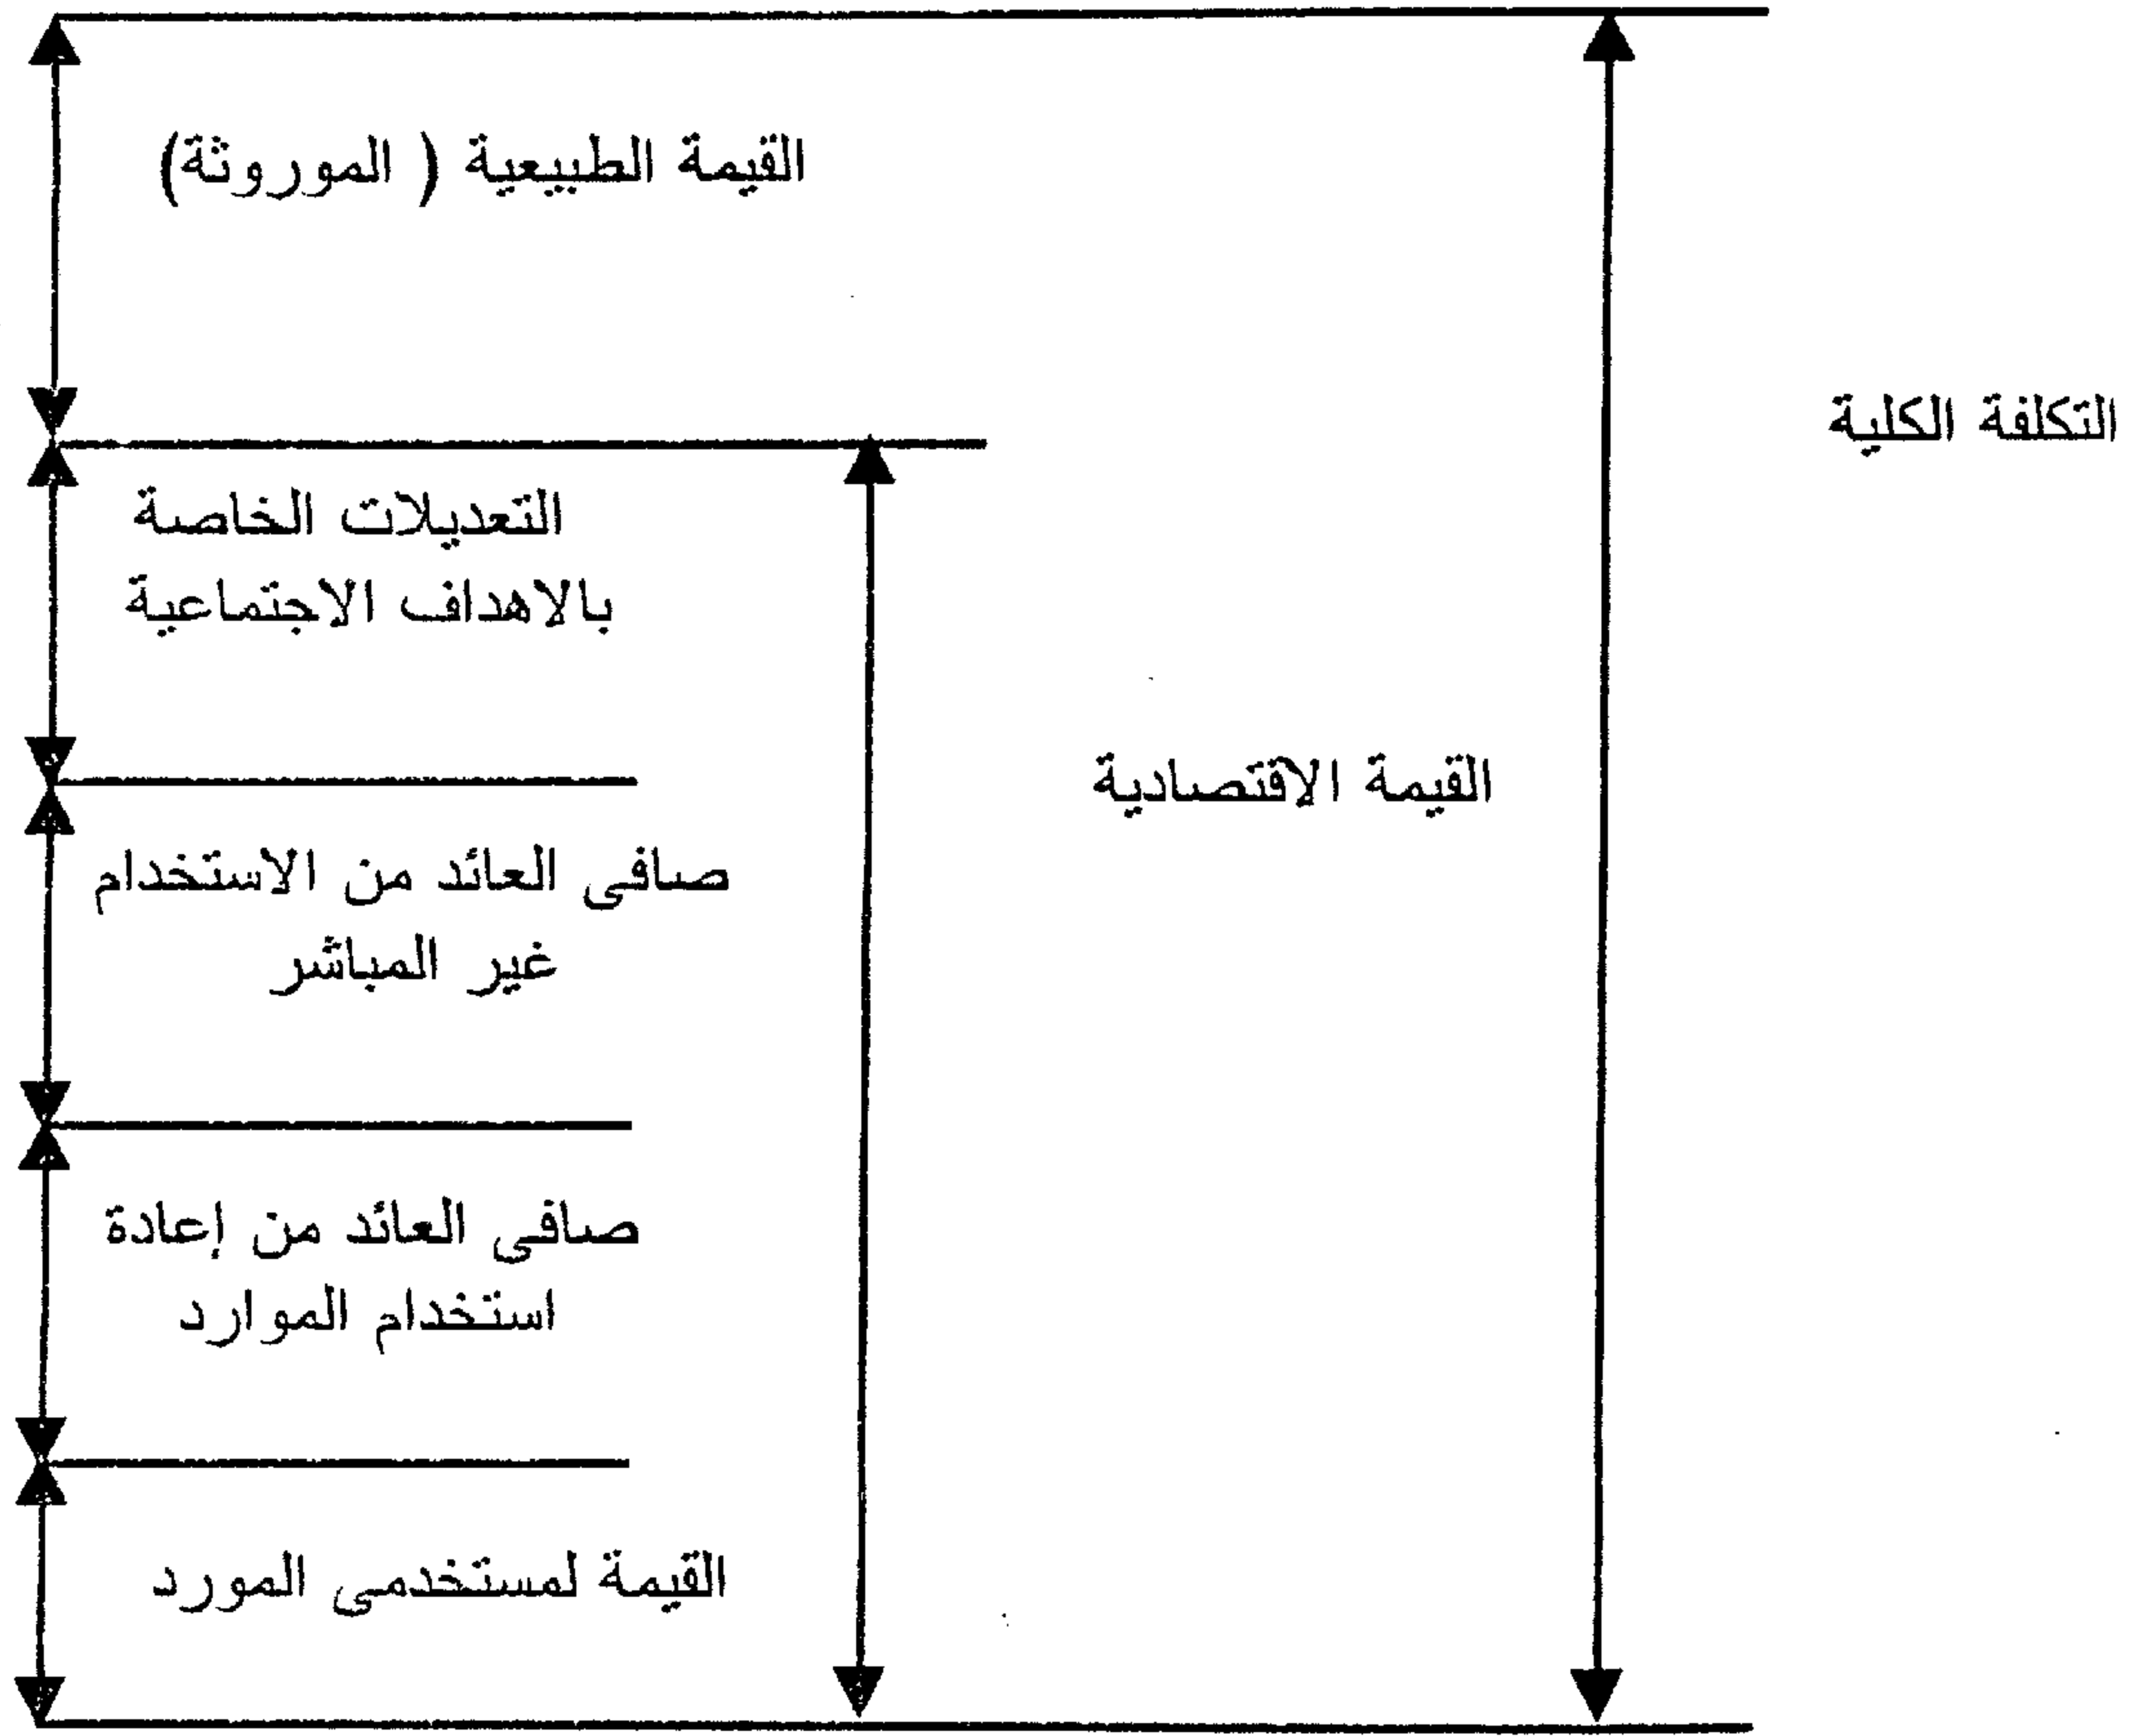 القيمة الطبيعية ( الموروثة)
التكلفة الكلية
التعديلات الخاصة
بالاهداف الاجتماعية
القيمة الاقتصادية
صافى العائد من الاستخدام
غير المباشر
صافى العائد من إعادة
استخدام الموارد
القيمة لمستخدمى المورد